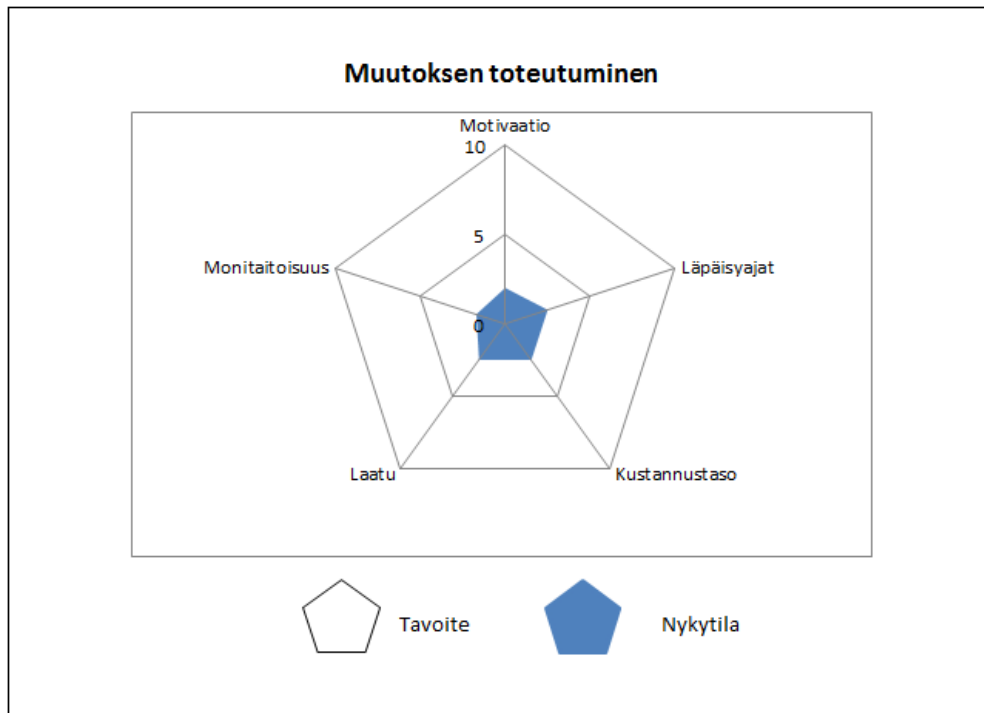 Muutoksen toteutuminen
Motivaatio
10
5
Monitaitoisuus
Läpäisyajat
0
Laatu
Kustannustaso
Tavoite
Nykytila